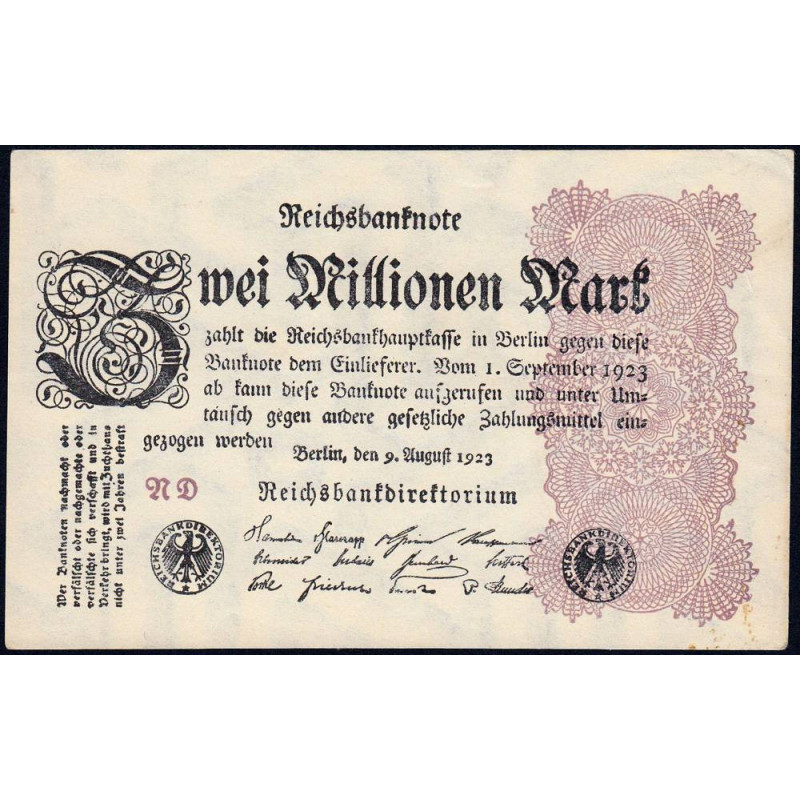 Reichsbanknote
Zwei Millionen Mark
zahlt die Reichsbankhauptkasse in Berlin gegen diese
Banknote dem Einlieferer. Vom 1. September 1923
ab kann diese Banknote aufgerufen und unter Um-
tausch gegen andere gesetzliche Zahlungsmittel ein-
gezogen werden
Berlin, den 9. August 1923
ND
Reichsbankdirektorium
Wer Banknoten nachmacht oder
verfälscht oder nachgemachte oder
verfälschte sich verschafft und in
Verkehr bringt, wird mit Zuchthaus
nicht unter zwei Jahren bestraft
REICHSBANKDIREKTORIUM
REICHSBANKDIREKTORIUM